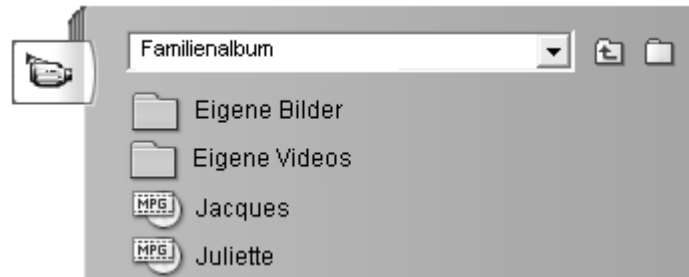 Familienalbum
Eigene Bilder
Eigene Videos
MPG Jacques
MPG Juliette